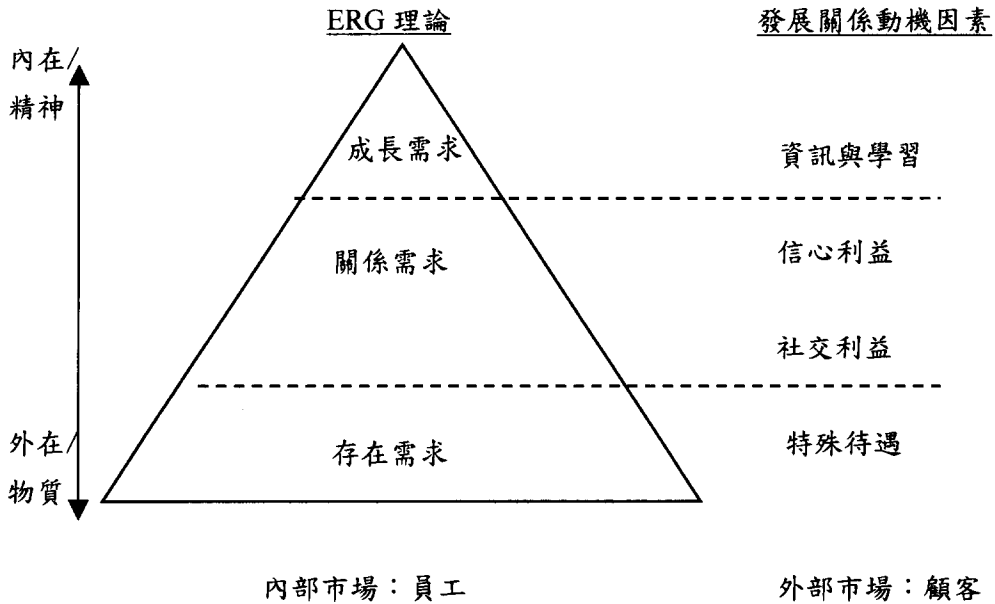 ERG 理論
發展關係動機因素
內在/
精神
成長需求
資訊與學習
關係需求
信心利益
社交利益
外在/
物質
存在需求
特殊待遇
內部市場：員工
外部市場：顧客